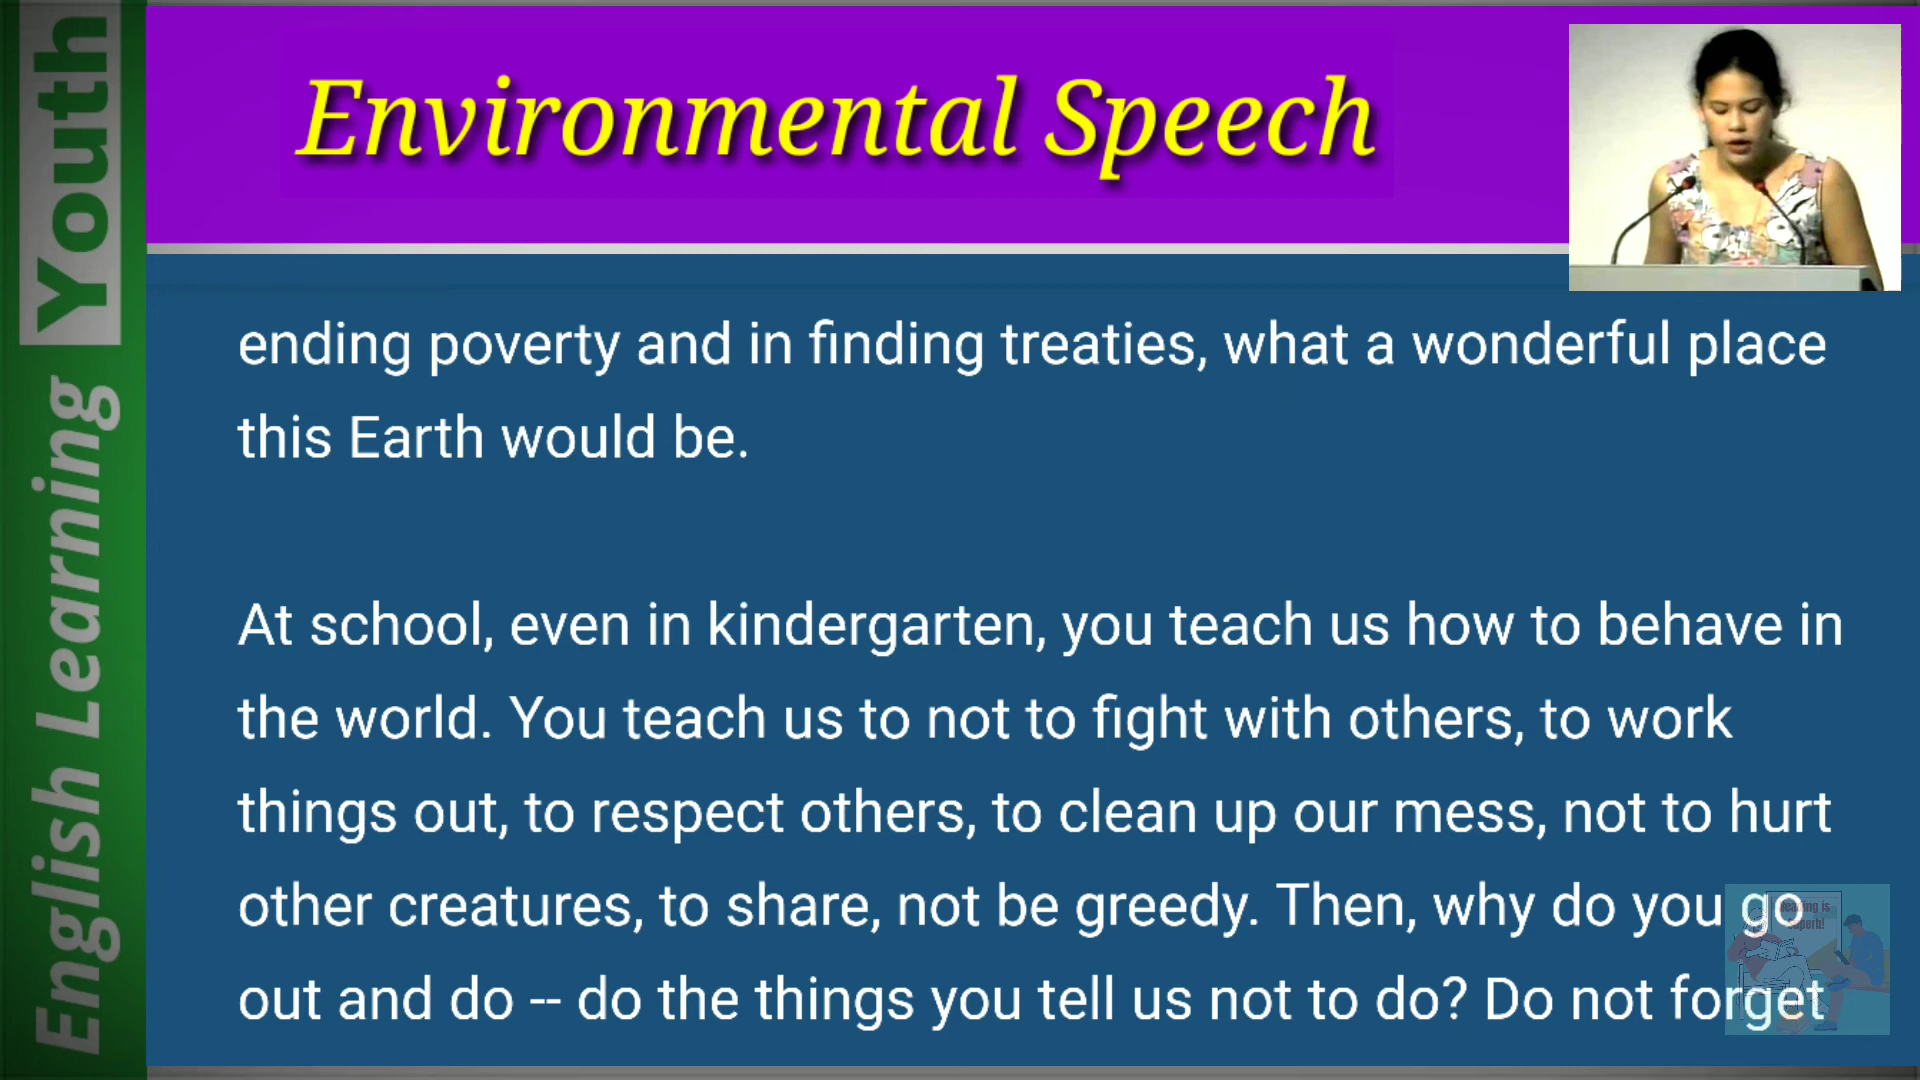 English Learning Youth
Environmental Speech
ending poverty and in finding treaties, what a wonderful place
this Earth would be.
At school, even in kindergarten, you teach us how to behave in
the world. You teach us to not to fight with others, to work
things out, to respect others, to clean up our mess, not to hurt
other creatures, to share, not be greedy. Then, why do you go
out and do -- do the things you tell us not to do? Do not forget
Reading is
Superb!